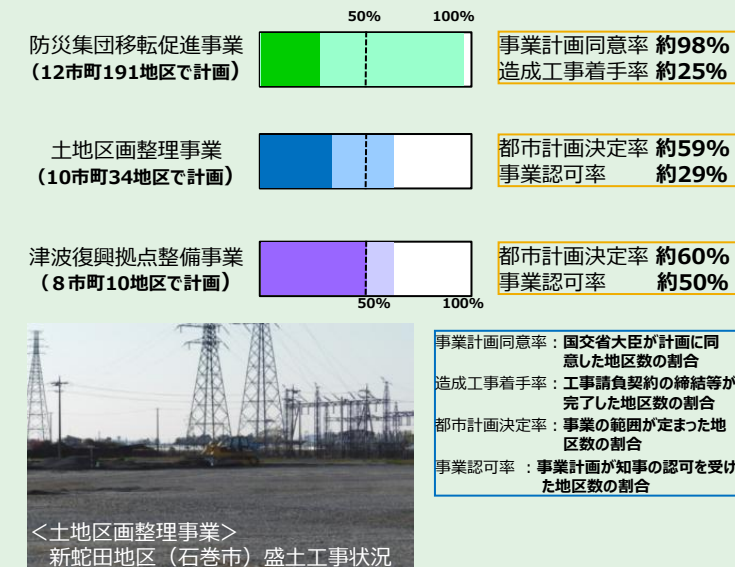 50% 100%
防災集団移転促進事業
（12市町191地区で計画）
事業計画同意率 約98%
造成工事着手率 約25%
土地区画整理事業
（10市町34地区で計画）
都市計画決定率 約59%
事業認可率 約29%
津波復興拠点整備事業
（８市町10地区で計画）
都市計画決定率 約60%
事業認可率 約50%
50% 100%
事業計画同意率：国交省大臣が計画に同
意した地区数の割合
造成工事着手率：工事請負契約の締結等が
完了した地区数の割合
都市計画決定率：事業の範囲が定まった地
区数の割合
事業認可率 ：事業計画が知事の認可を受け
た地区数の割合
＜土地区画整理事業＞
新蛇田地区（石巻市）盛土工事状況